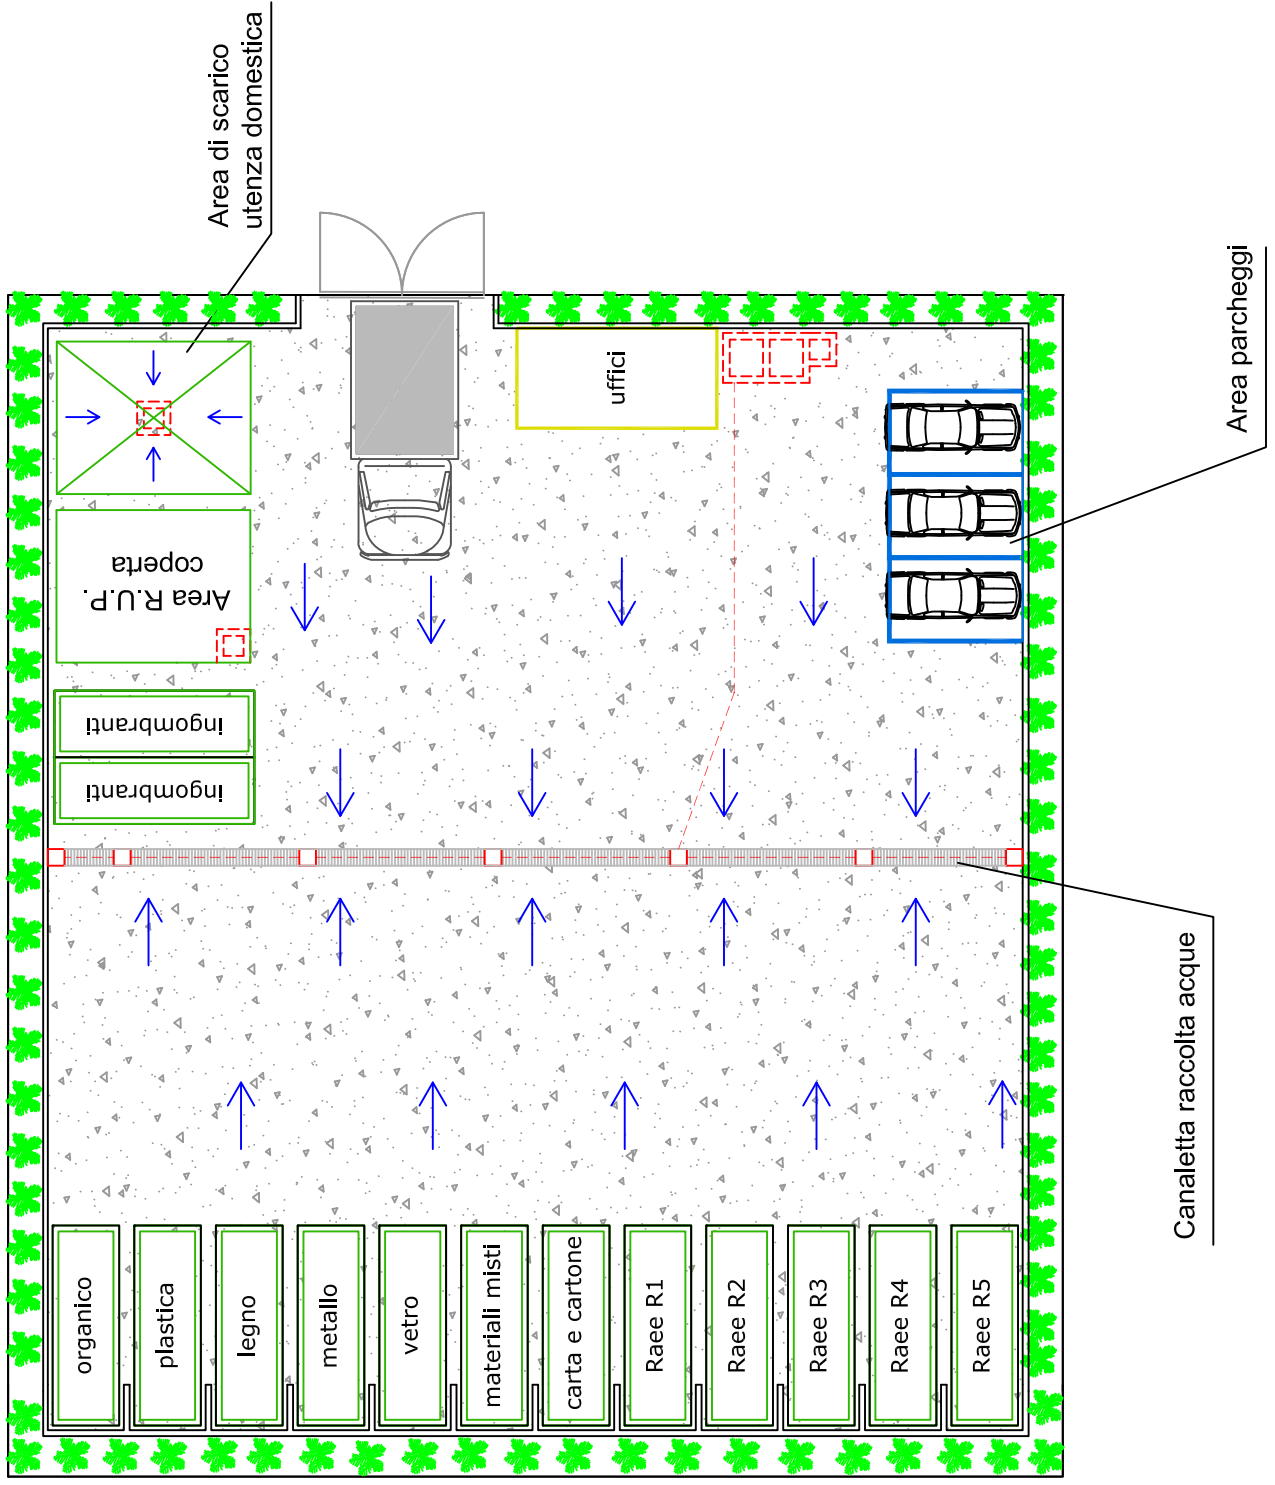 Area di scarico
utenza domestica
uffici
Area R.U.P.
coperta
ingombranti
ingombranti
Area parcheggi
Canaletta raccolta acque
organico
plastica
legno
metallo
vetro
materiali misti
carta e cartone
Raee R1
Raee R2
Raee R3
Raee R4
Raee R5